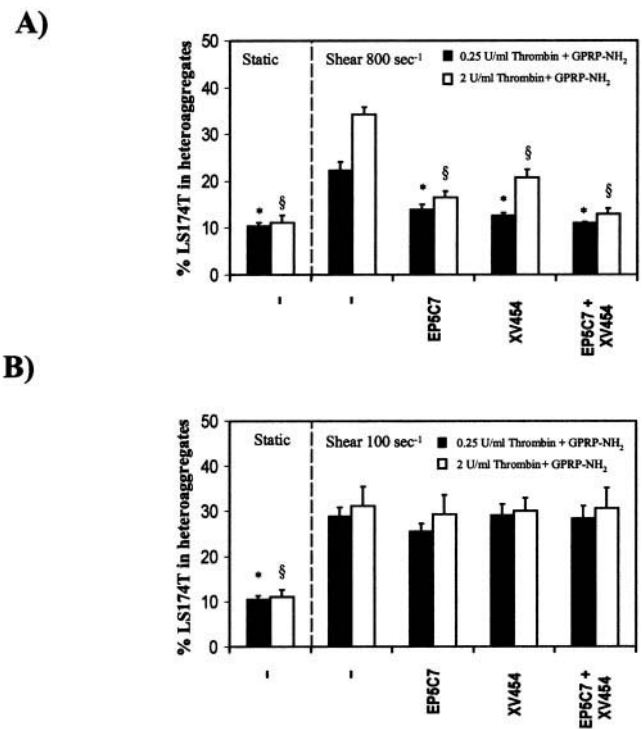 A)
% LS174T in heteroaggregates
50
40
30
20
10
0
Static
Shear 800 sec-1
0.25 U/ml Thrombin + GPRP-NH2
2 U/ml Thrombin + GPRP-NH2
* § * § * § * §
- - EP5C7 XV454 EP5C7 +
XV454
B)
% LS174T in heteroaggregates
50
40
30
20
10
0
Static
Shear 100 sec-1
0.25 U/ml Thrombin + GPRP-NH2
2 U/ml Thrombin + GPRP-NH2
* §
- - EP5C7 XV454 EP5C7 +
XV454